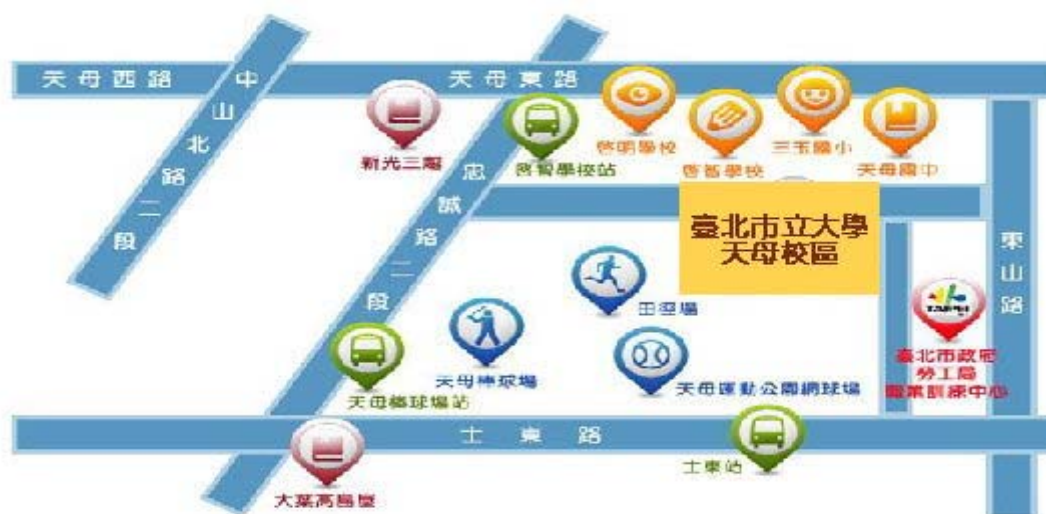 天母西路
中山北路二段
天母東路
新光三越
啓智學校站
啓明學校
啓智學校
三玉國小
天母國中
忠誠路二段
臺北市立大學
天母校區
東山路
田徑場
天母棒球場
天母棒球場站
天母運動公園網球場
臺北市政府
勞工局
職業訓練中心
士東路
士東站
大葉高島屋